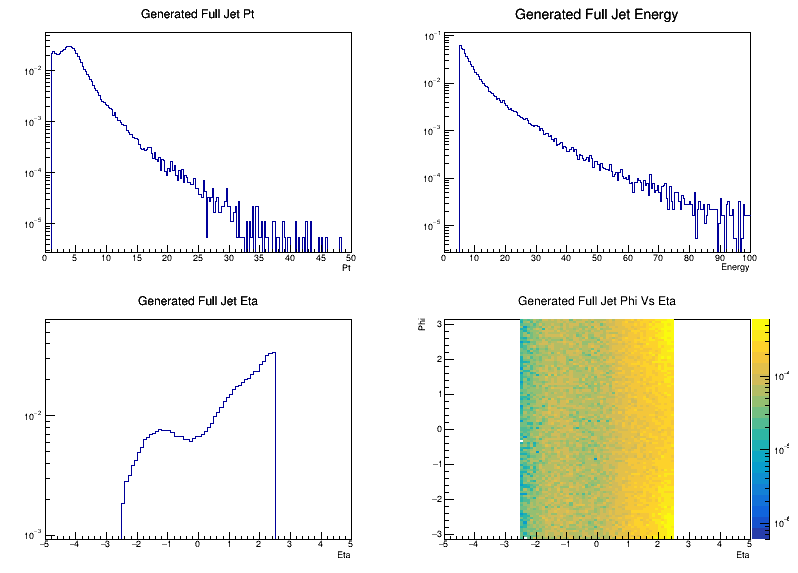 Generated Full Jet Pt
10⁻²
10⁻³
10⁻⁴
10⁻⁵
0 5 10 15 20 25 30 35 40 45 50
Pt
Generated Full Jet Energy
10⁻¹
10⁻²
10⁻³
10⁻⁴
10⁻⁵
0 10 20 30 40 50 60 70 80 90 100
Energy
Generated Full Jet Eta
10⁻²
10⁻³
−5 −4 −3 −2 −1 0 1 2 3 4 5
Eta
Generated Full Jet Phi Vs Eta
Phi
3
2
1
0
−1
−2
−3
−5 −4 −3 −2 −1 0 1 2 3 4 5
Eta
10⁻⁴
10⁻⁵
10⁻⁶